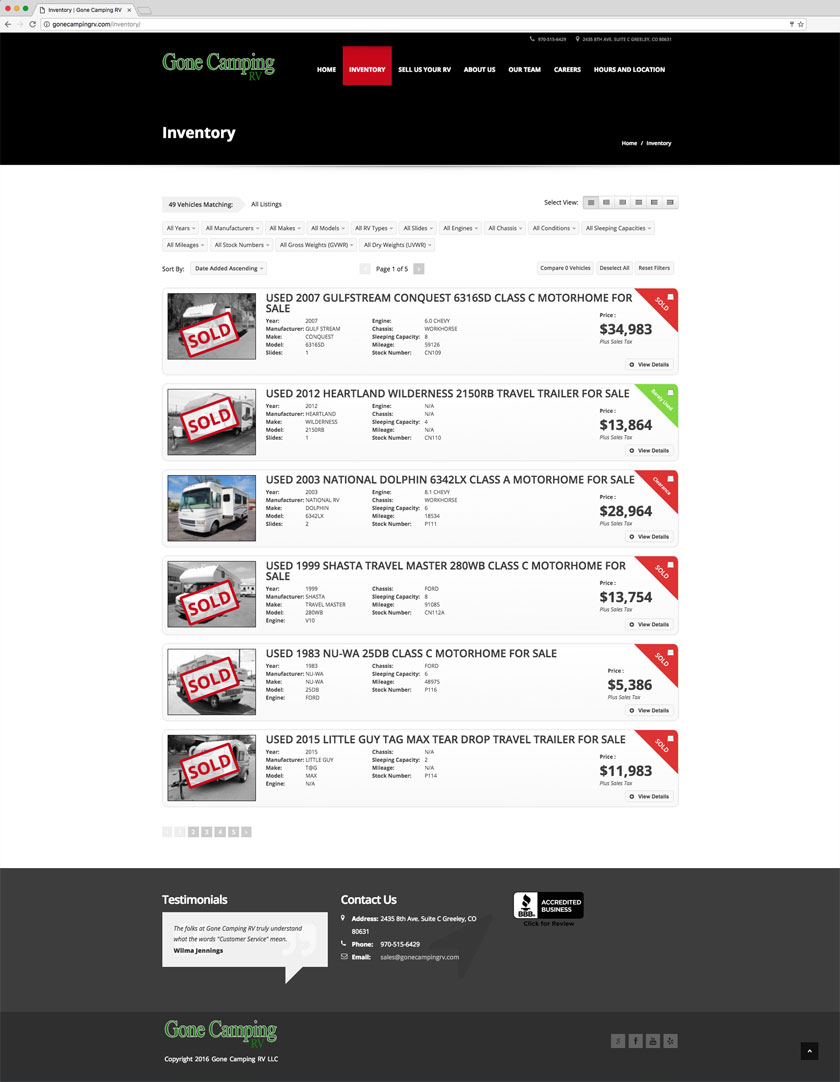 Inventory | Gone Camping RV
gonecampingrv.com/inventory/
970-515-6429 2435 8TH AVE. SUITE C GREELEY, CO 80631
Gone Camping
RV
HOME INVENTORY SELL US YOUR RV ABOUT US OUR TEAM CAREERS HOURS AND LOCATION
Inventory
Home / Inventory
49 Vehicles Matching: All Listings Select View:
All Years All Manufacturers All Makes All Models All RV Types All Slides All Engines All Chassis All Conditions All Sleeping Capacities
All Mileages All Stock Numbers All Gross Weights (GVWR) All Dry Weights (UVWR)
Sort By: Date Added Ascending Page 1 of 5 Compare 0 Vehicles Deselect All Reset Filters
SOLD
USED 2007 GULFSTREAM CONQUEST 6316SD CLASS C MOTORHOME FOR
SALE
Year: 2007 Engine: 6.0 CHEVY
Manufacturer: GULF STREAM Chassis: WORKHORSE
Make: CONQUEST Sleeping Capacity: 8
Model: 6316SD Mileage: 59126
Slides: 1 Stock Number: CN109
SOLD
Price :
$34,983
Plus Sales Tax
View Details
SOLD
USED 2012 HEARTLAND WILDERNESS 2150RB TRAVEL TRAILER FOR SALE
Year: 2012 Engine: N/A
Manufacturer: HEARTLAND Chassis: N/A
Make: WILDERNESS Sleeping Capacity: 4
Model: 2150RB Mileage: N/A
Slides: 1 Stock Number: CN110
Barely Used
Price :
$13,864
Plus Sales Tax
View Details
USED 2003 NATIONAL DOLPHIN 6342LX CLASS A MOTORHOME FOR SALE
Year: 2003 Engine: 8.1 CHEVY
Manufacturer: NATIONAL RV Chassis: WORKHORSE
Make: DOLPHIN Sleeping Capacity: 6
Model: 6342LX Mileage: 18534
Slides: 2 Stock Number: P111
Clearance
Price :
$28,964
Plus Sales Tax
View Details
SOLD
USED 1999 SHASTA TRAVEL MASTER 280WB CLASS C MOTORHOME FOR
SALE
Year: 1999 Chassis: FORD
Manufacturer: SHASTA Sleeping Capacity: 8
Make: TRAVEL MASTER Mileage: 91085
Model: 280WB Stock Number: CN112A
Engine: V10
SOLD
Price :
$13,754
Plus Sales Tax
View Details
SOLD
USED 1983 NU-WA 25DB CLASS C MOTORHOME FOR SALE
Year: 1983 Chassis: FORD
Manufacturer: NU-WA Sleeping Capacity: 6
Make: NU-WA Mileage: 48975
Model: 25DB Stock Number: P116
Engine: FORD
SOLD
Price :
$5,386
Plus Sales Tax
View Details
SOLD
USED 2015 LITTLE GUY TAG MAX TEAR DROP TRAVEL TRAILER FOR SALE
Year: 2015 Chassis: N/A
Manufacturer: LITTLE GUY Sleeping Capacity: 2
Make: T@G Mileage: N/A
Model: MAX Stock Number: P114
Engine: N/A
SOLD
Price :
$11,983
Plus Sales Tax
View Details
1 2 3 4 5
Testimonials
The folks at Gone Camping RV truly understand
what the words "Customer Service" mean.
Wilma Jennings
Contact Us
Address: 2435 8th Ave. Suite C Greeley, CO
80631
Phone: 970-515-6429
Email: sales@gonecampingrv.com
BBB. ACCREDITED
BUSINESS
Click for Review
Gone Camping
RV
Copyright 2016 Gone Camping RV LLC